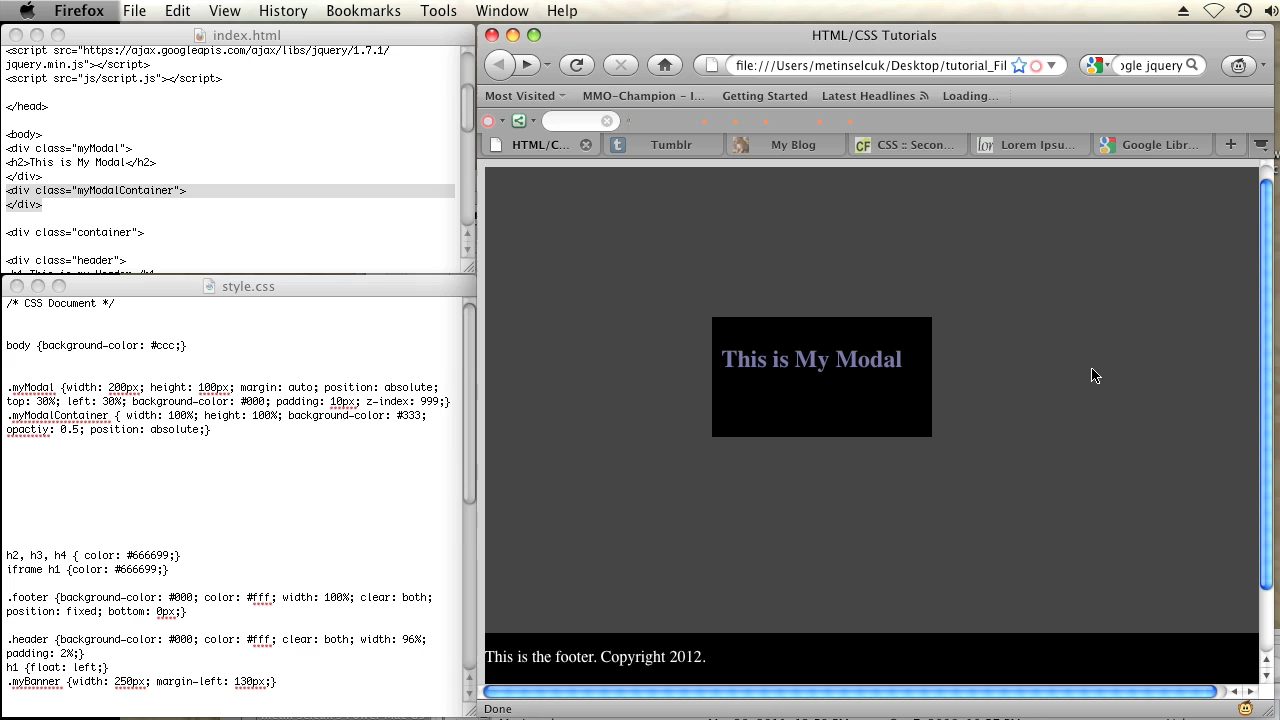 Firefox File Edit View History Bookmarks Tools Window Help
index.html
<script src="https://ajax.googleapis.com/ajax/libs/jquery/1.7.1/
jquery.min.js"></script>
<script src="js/script.js"></script>
</head>
<body>
<div class="myModal">
<h2>This is My Modal</h2>
</div>
<div class="myModalContainer">
</div>
<div class="container">
<div class="header">
style.css
/* CSS Document */
body {background-color: #ccc;}
.myModal {width: 200px; height: 100px; margin: auto; position: absolute;
top: 30%; left: 30%; background-color: #000; padding: 10px; z-index: 999;}
.myModalContainer { width: 100%; height: 100%; background-color: #333;
opactiy: 0.5; position: absolute;}
h2, h3, h4 { color: #666699;}
iframe h1 {color: #666699;}
.footer {background-color: #000; color: #fff; width: 100%; clear: both;
position: fixed; bottom: 0px;}
.header {background-color: #000; color: #fff; clear: both; width: 96%;
padding: 2%;}
h1 {float: left;}
.myBanner {width: 250px; margin-left: 130px;}
HTML/CSS Tutorials
file:///Users/metinselcuk/Desktop/tutorial_Fil
gle jquery
Most Visited MMO-Champion - I... Getting Started Latest Headlines Loading...
HTML/C... Tumblr My Blog CSS :: Secon... Lorem Ipsu... Google Libr...
This is My Modal
This is the footer. Copyright 2012.
Done